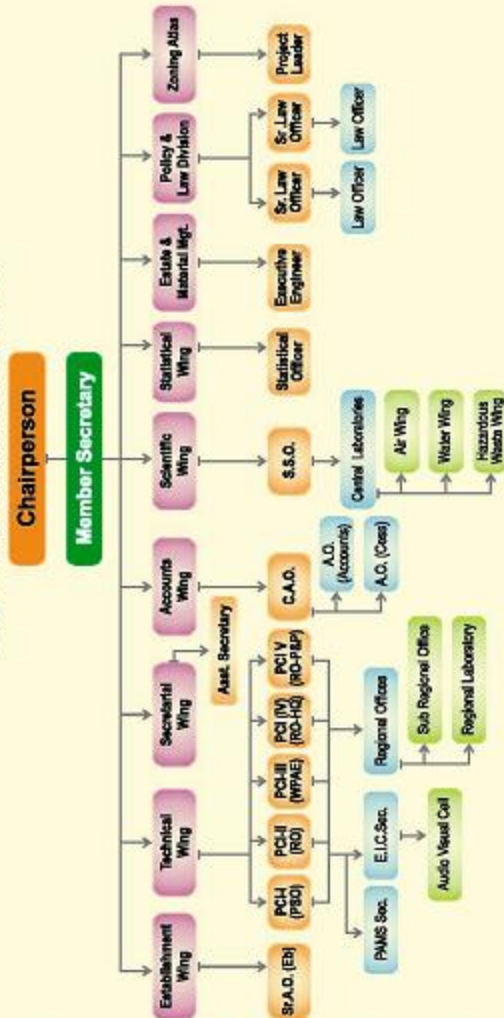 Chairperson
Member Secretary
Establishment
Wing
Technical
Wing
Secretarial
Wing
Accounts
Wing
Scientific
Wing
Statistical
Wing
Estate &
Material Mgt.
Policy &
Law Division
Zoning Atlas
Asst. Secretary
Sr.A.O. (Eb)
PCI-I
(PSO)
PCI-II
(RO)
PCI-III
(WPAE)
PCI (IV)
(RO-HQ)
PCI V
(RO-P&P)
C.A.O.
S.S.O.
Statistical
Officer
Executive
Engineer
Sr. Law
Officer
Sr. Law
Officer
Project
Leader
PAMS Sec.
E.I.C.Sec.
Regional Offices
A.O.
(Accounts)
A.O. (Cess)
Central Laboratories
Law Officer
Law Officer
Audio Visual Cell
Sub Regional Office
Regional Laboratory
Air Wing
Water Wing
Hazardous
Waste Wing